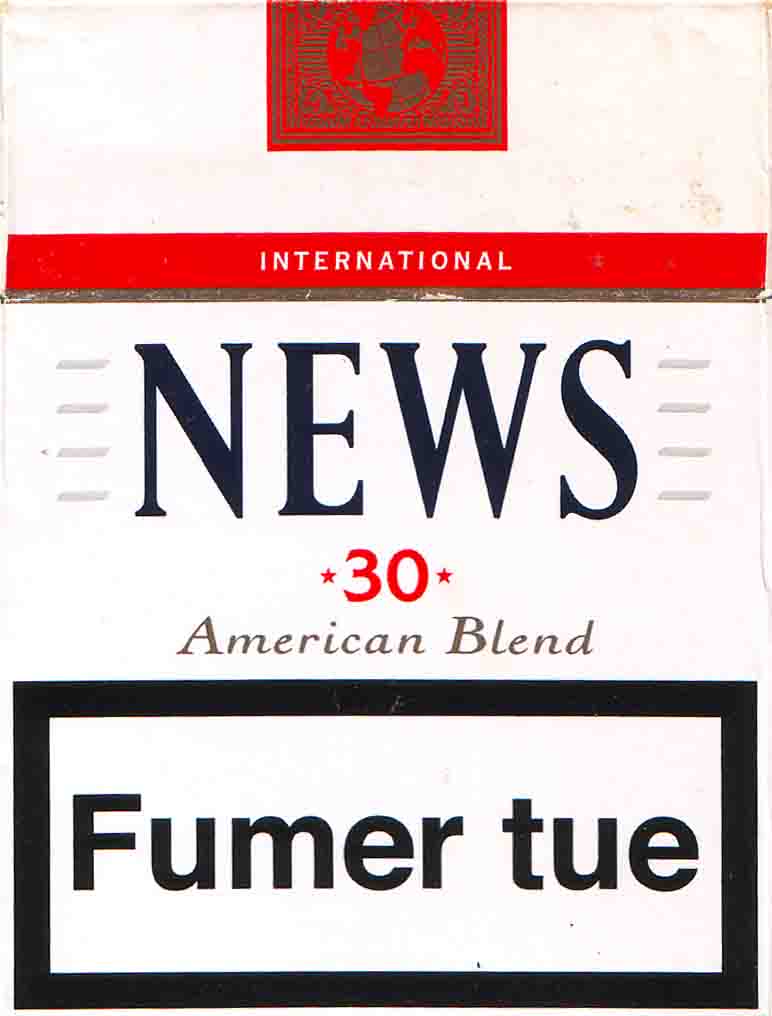 INTERNATIONAL
NEWS
★30★
American Blend
Fumer tue